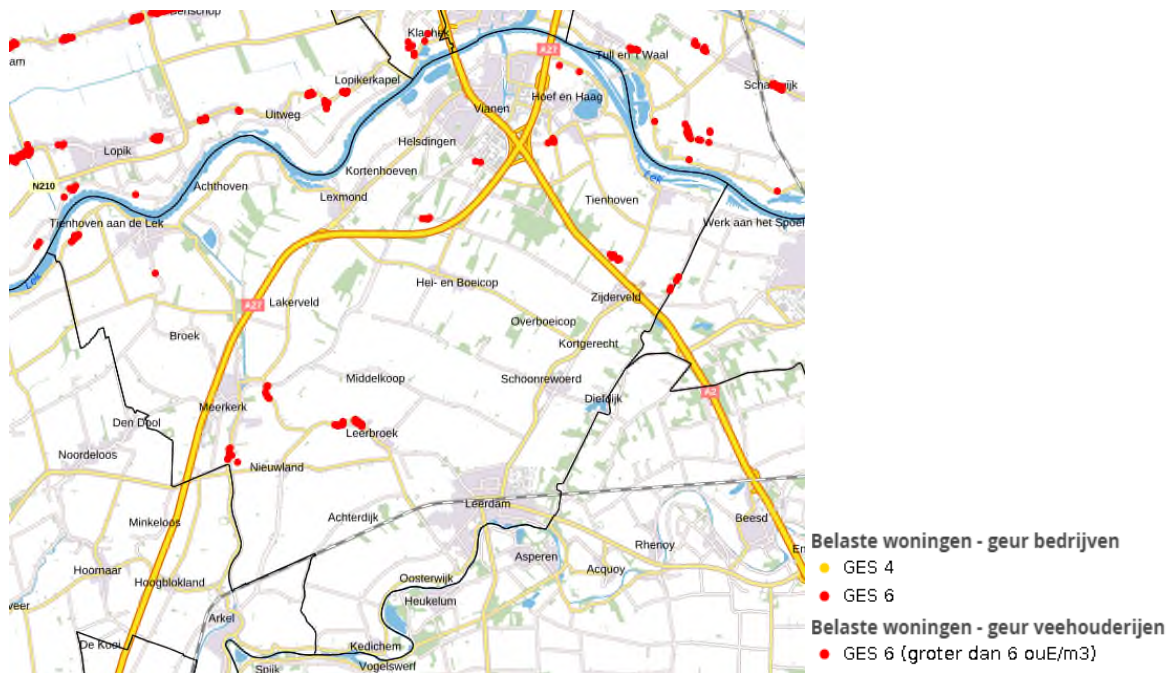 Benschop
Klaphek
A27
Tull en 't Waal
am
Lopikerkapel
Schalkwijk
Uitweg
Vianen
Hoef en Haag
Lopik
Helsdingen
N210
Achthoven
Kortenhoeven
Lek
Lexmond
Tienhoven
Tienhoven aan de Lek
Werk aan het Spoel
Lek
Hei- en Boeicop
Lakerveld
A27
Zijderveld
Overboeicop
Broek
Kortgerecht
Middelkoop
Schoonrewoerd
A2
Meerkerk
Diefdijk
Den Dool
Leerbroek
Noordeloos
Nieuwland
Leerdam
Minkeloos
Achterdijk
Beesd
Belaste woningen - geur bedrijven
Rhenoy
En
Asperen
GES 4
Hoornaar
Acquoy
Hoogblokland
Oosterwijk
GES 6
Heukelum
veer
Arkel
Belaste woningen - geur veehouderijen
De Kooi
Kedichem
GES 6 (groter dan 6 ouE/m3)
Spijk
Vogelswerf